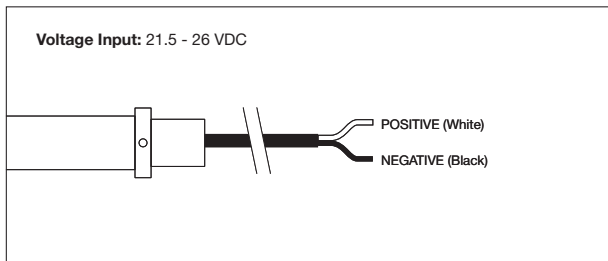 Voltage Input: 21.5 - 26 VDC
POSITIVE (White)
NEGATIVE (Black)